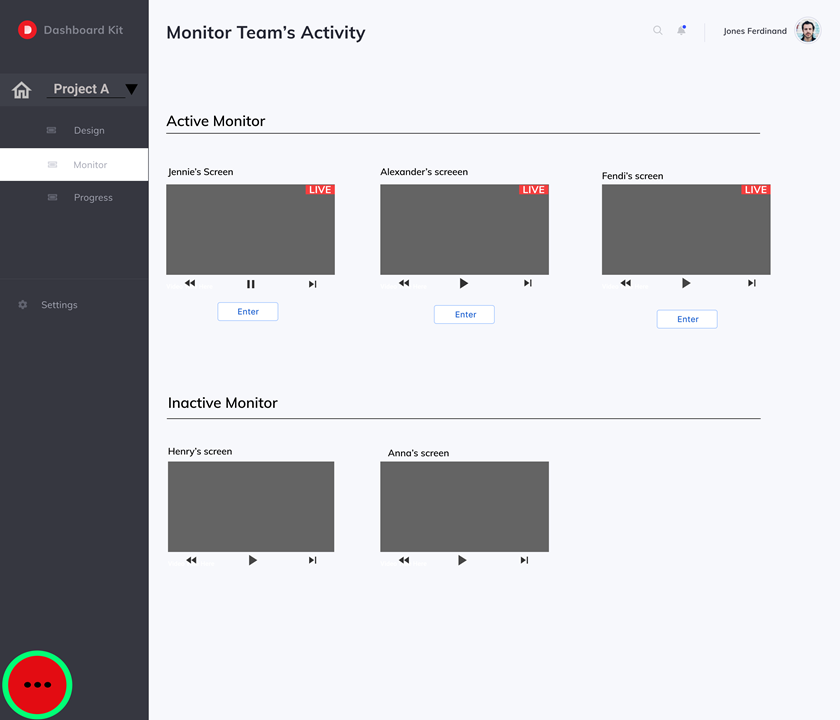 Dashboard Kit
Monitor Team's Activity
Jones Ferdinand
Project A
Design
Monitor
Progress
Settings
Active Monitor
Jennie's Screen
Alexander's screeen
Fendi's screen
LIVE
LIVE
LIVE
Enter
Enter
Enter
Inactive Monitor
Henry's screen
Anna's screen